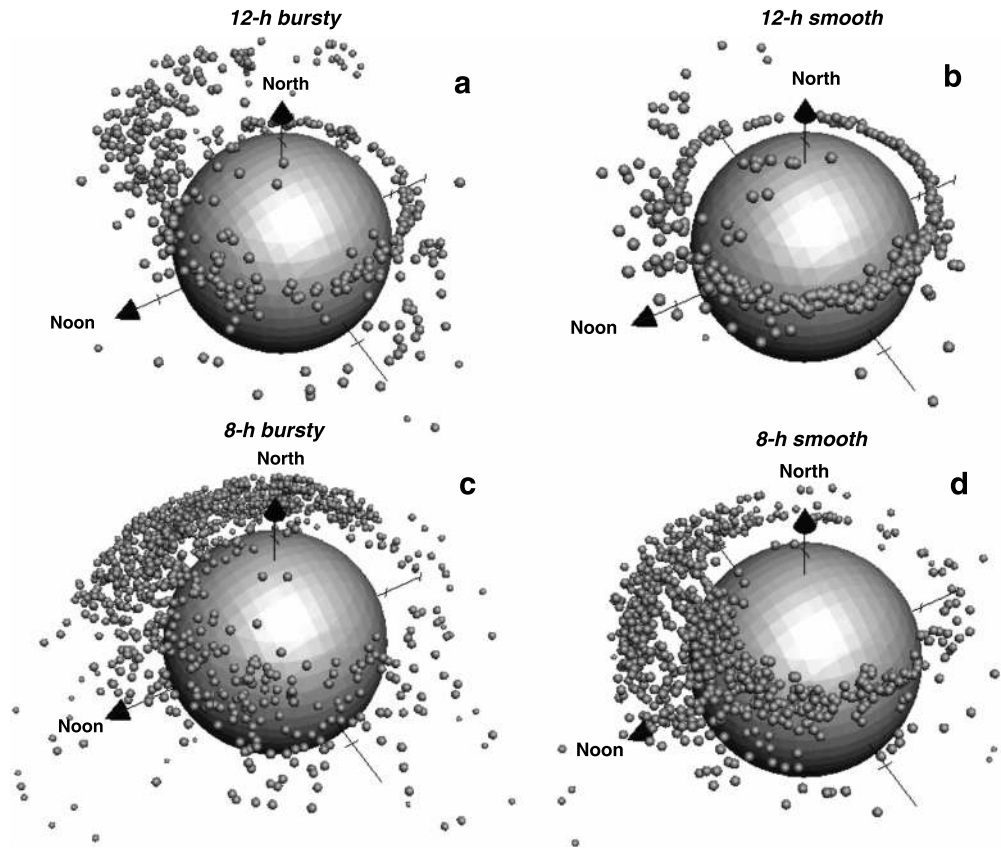 12-h bursty
12-h smooth
a
b
North
North
Noon
Noon
8-h bursty
8-h smooth
c
d
North
North
Noon
Noon